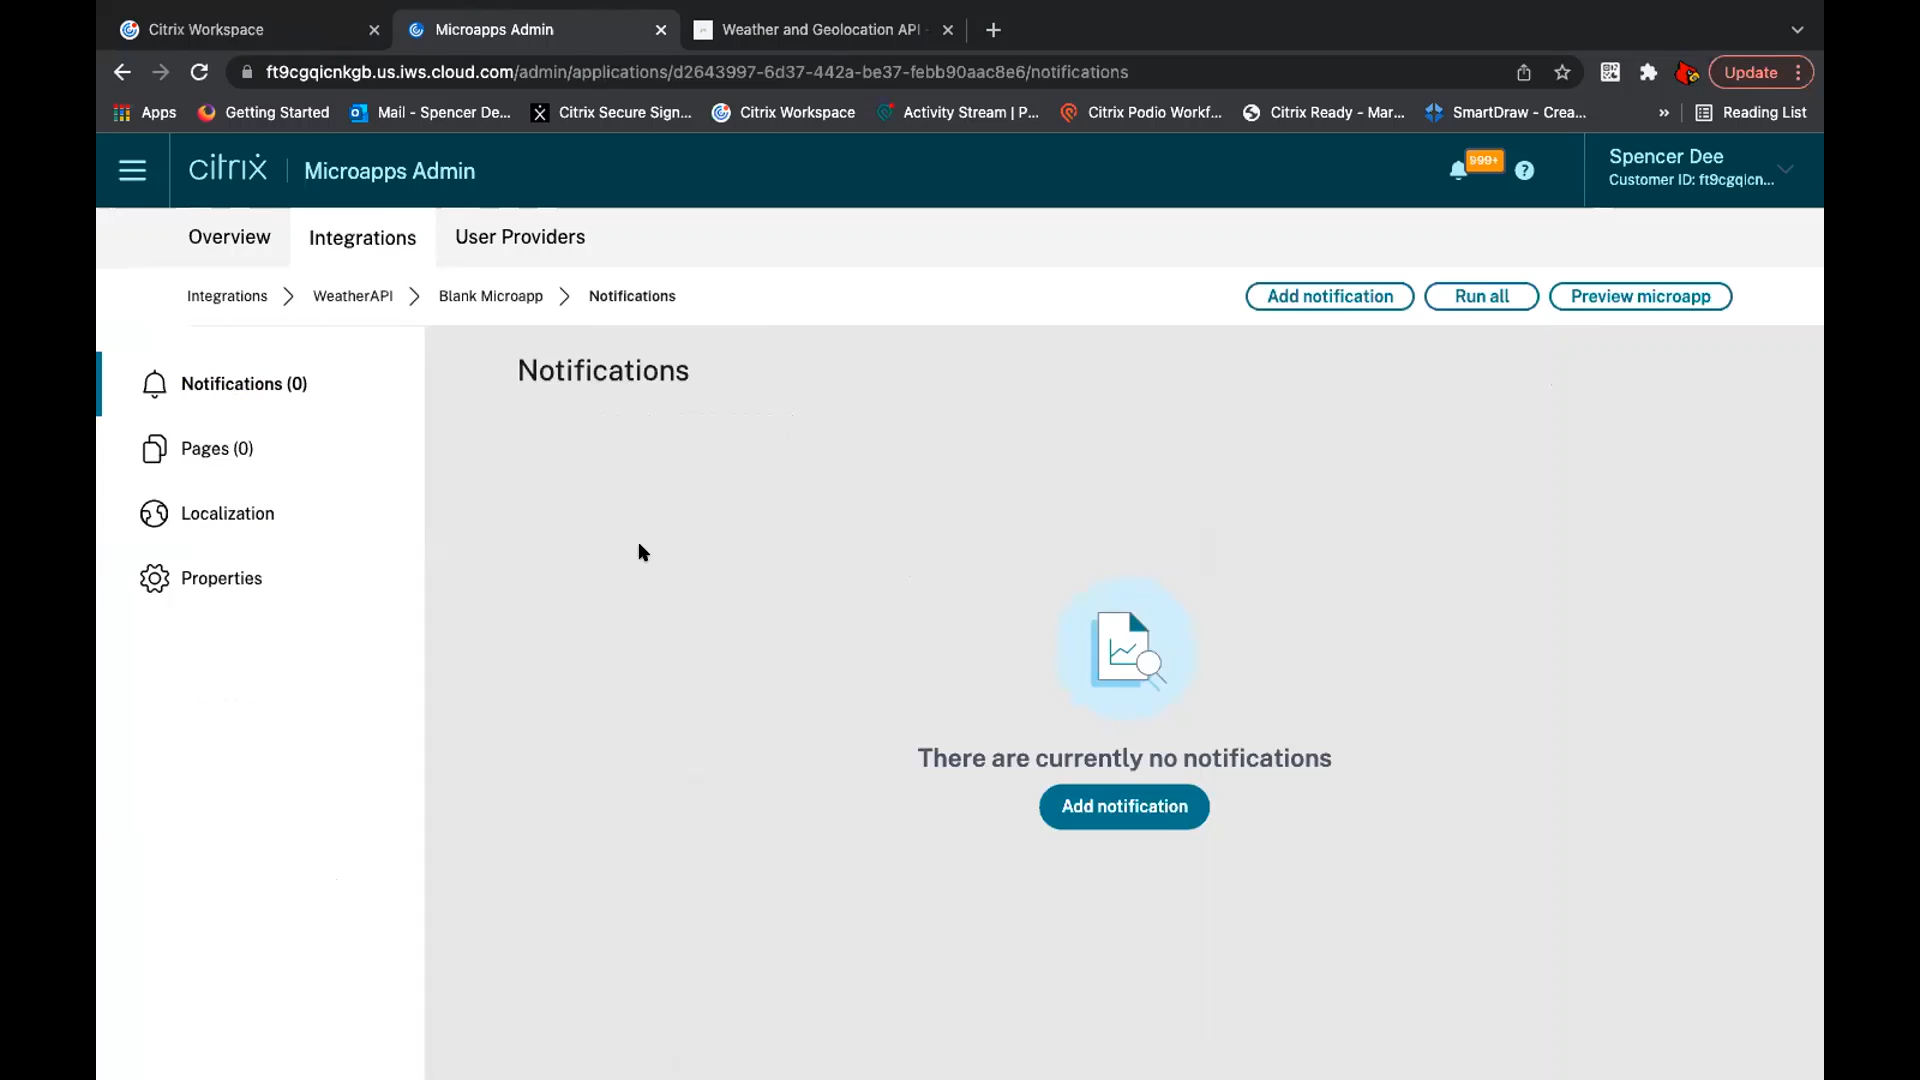 Citrix Workspace
Microapps Admin
Weather and Geolocation API -
ft9cgqicnkgb.us.iws.cloud.com/admin/applications/d2643997-6d37-442a-be37-febb90aac8e6/notifications
Update
Apps
Getting Started
Mail - Spencer De...
Citrix Secure Sign...
Citrix Workspace
Activity Stream | P...
Citrix Podio Workf...
Citrix Ready - Mar...
SmartDraw - Crea...
»
Reading List
citrix
Microapps Admin
999+
?
Spencer Dee
Customer ID: ft9cgqicn...
Overview
Integrations
User Providers
Integrations > WeatherAPI > Blank Microapp > Notifications
Add notification
Run all
Preview microapp
Notifications (0)
Pages (0)
Localization
Properties
Notifications
There are currently no notifications
Add notification